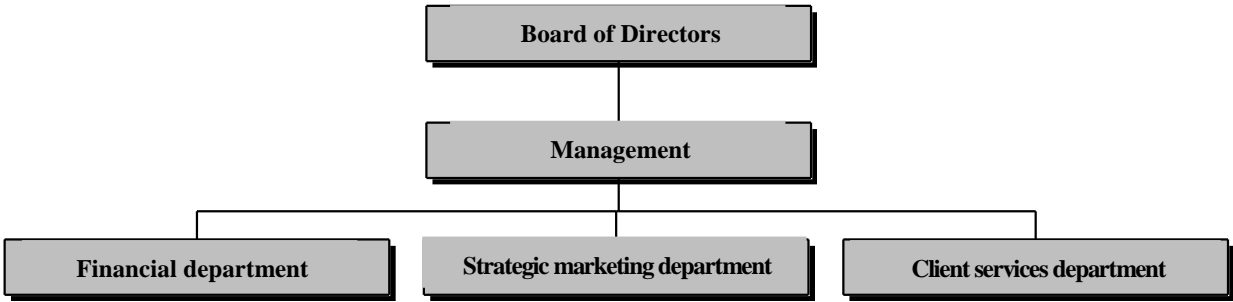 Board of Directors
Management
Financial department
Strategic marketing department
Client services department